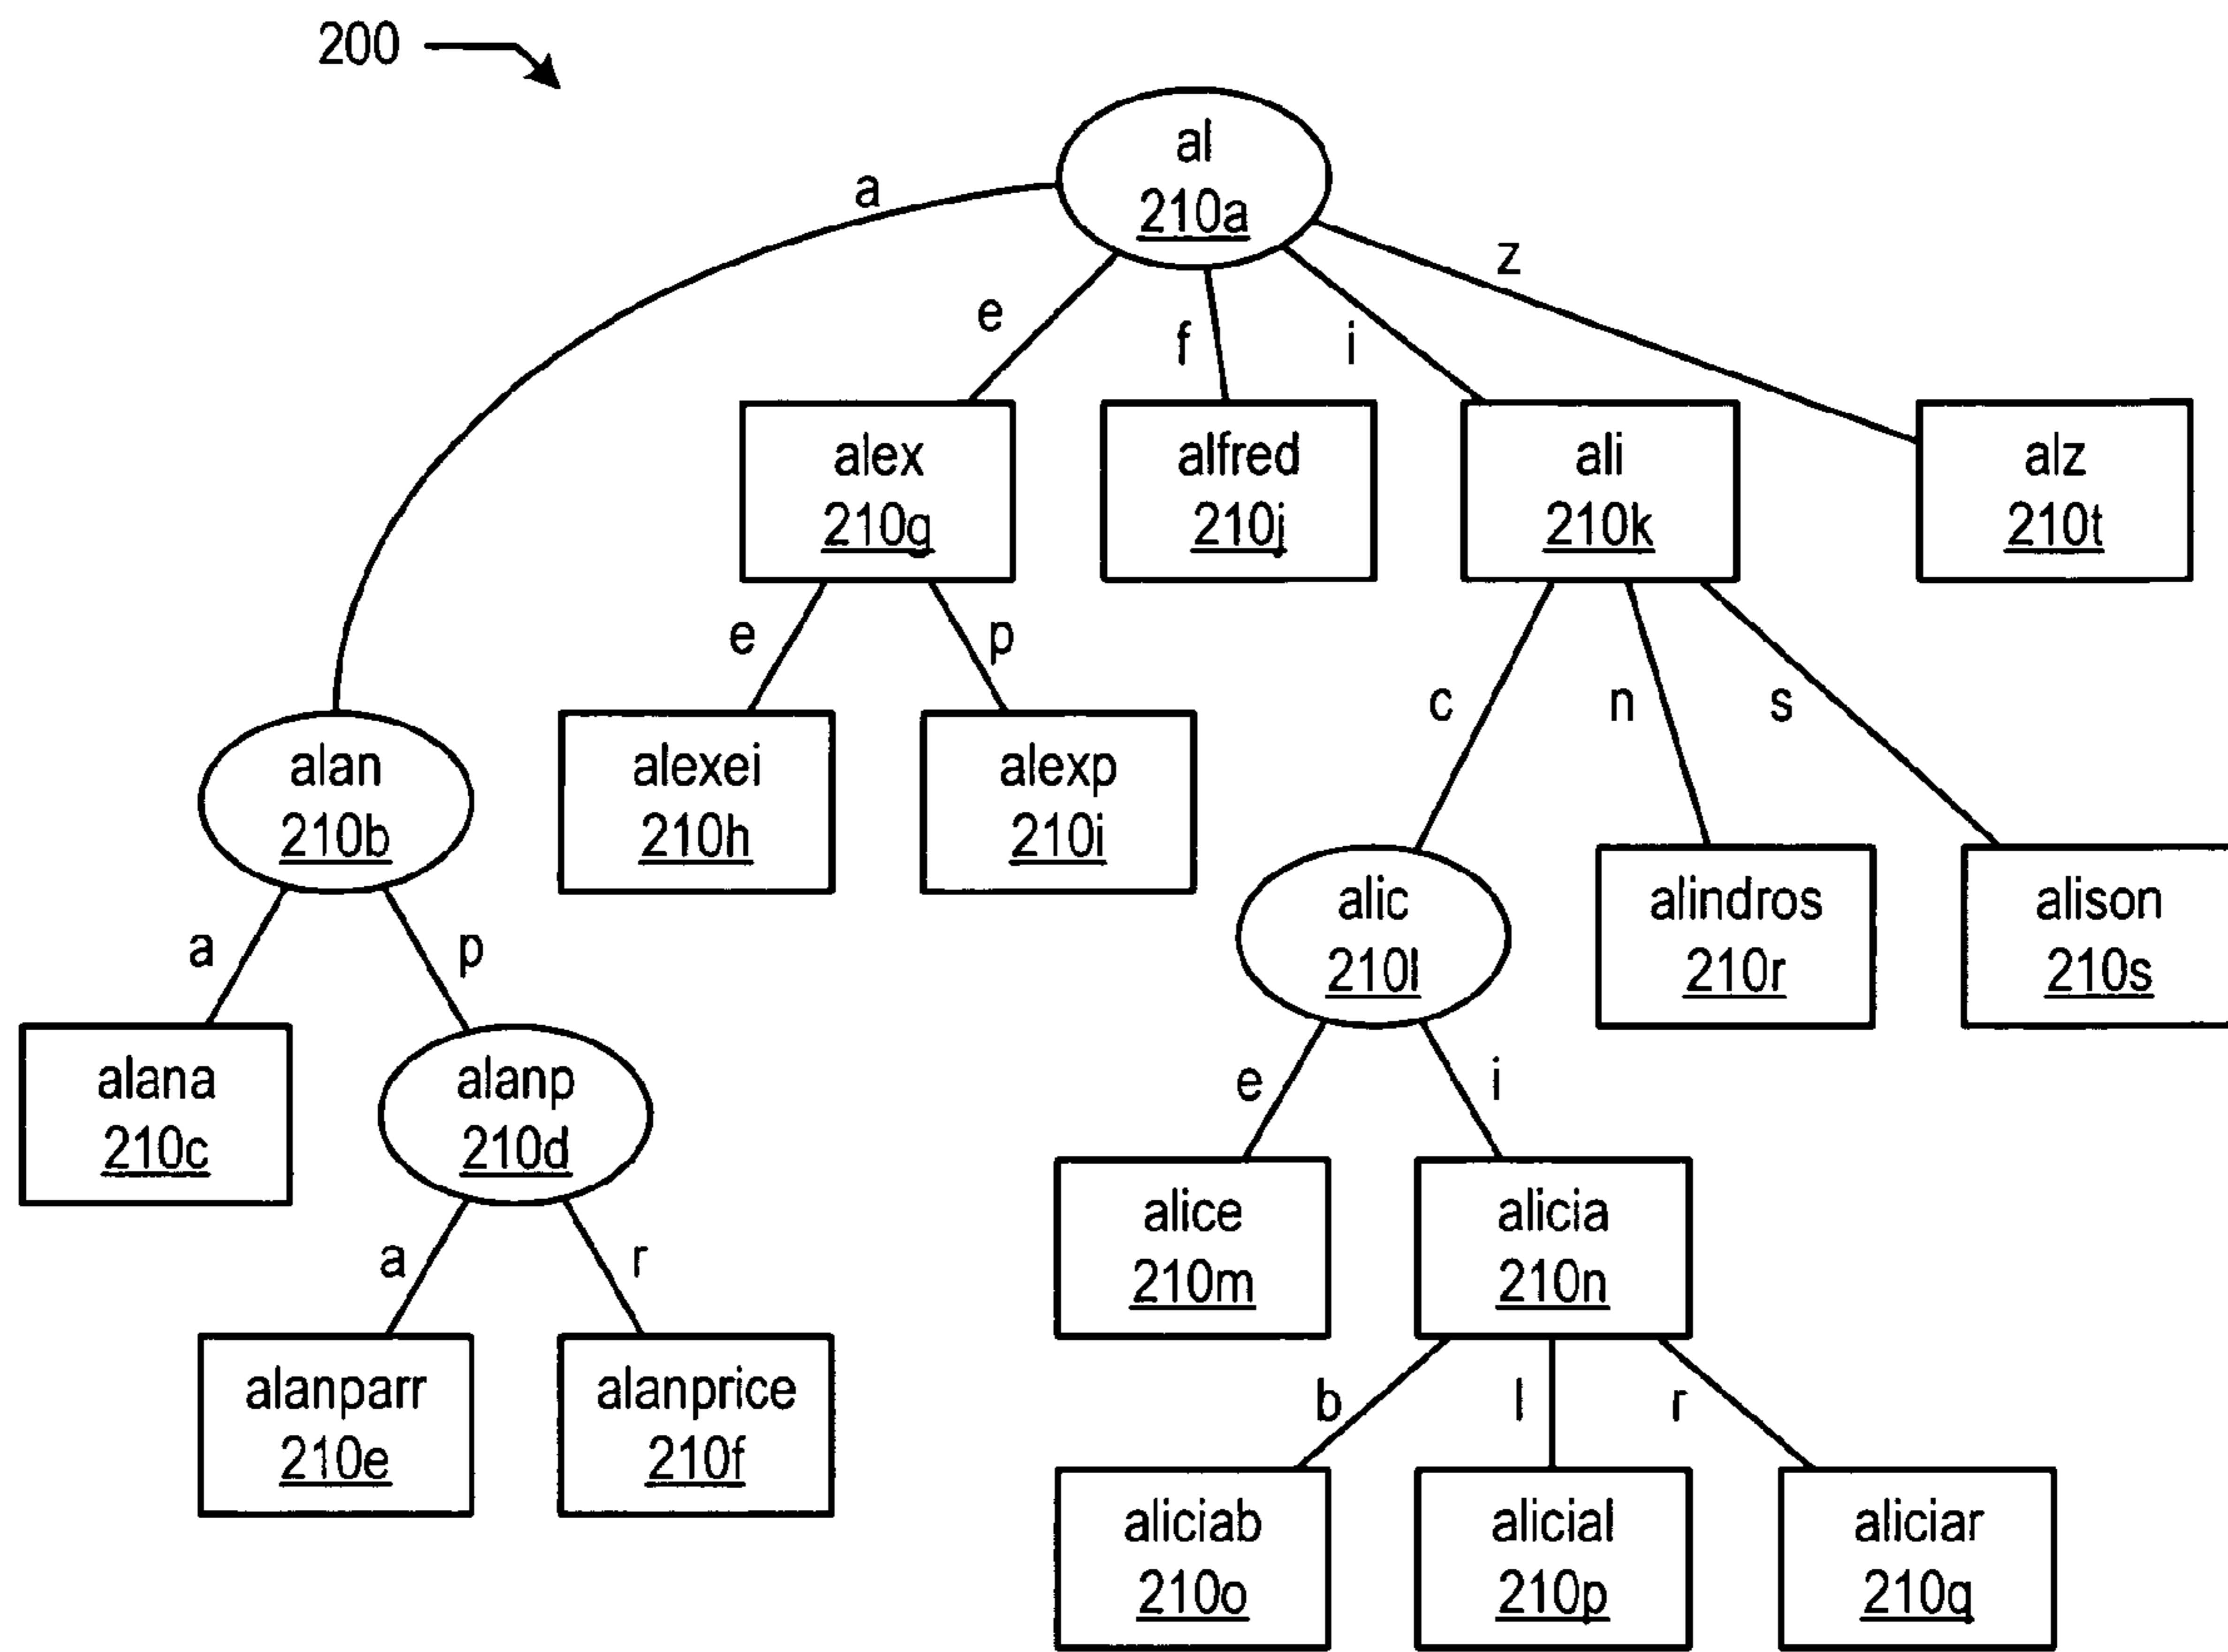 200
al
210a
a
e
f
i
z
alex
210g
alfred
210j
ali
210k
alz
210t
e
p
c
n
s
alan
210b
alexei
210h
alexp
210i
alic
210l
alindros
210r
alison
210s
a
p
e
i
alana
210c
alanp
210d
alice
210m
alicia
210n
a
r
b
l
r
alanparr
210e
alanprice
210f
aliciab
210o
alicial
210p
aliciar
210q